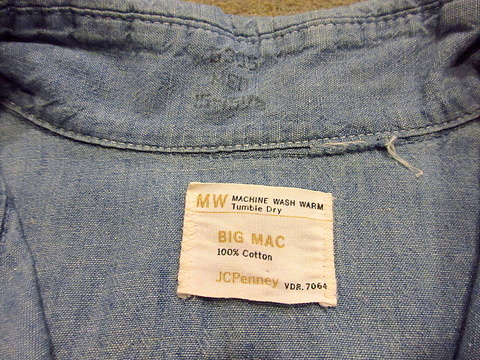 MW MACHINE WASH WARM
Tumble Dry
BIG MAC
100% Cotton
JCPenney VDR. 7064